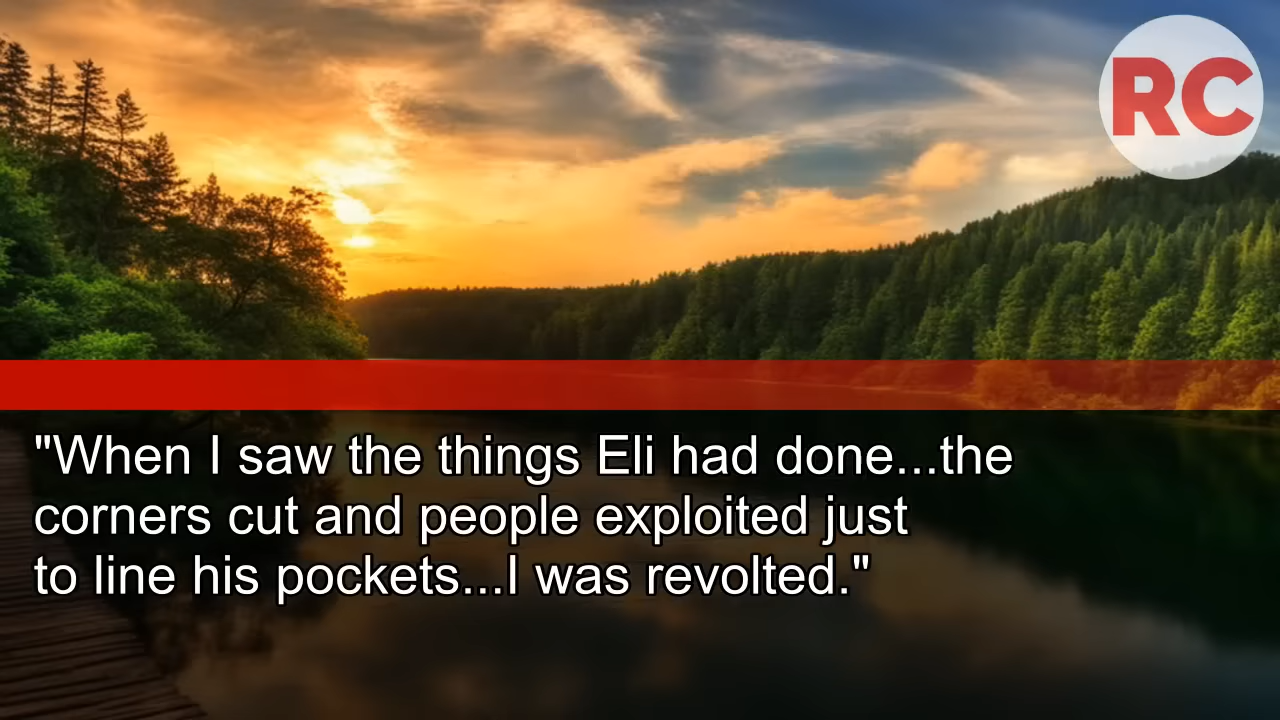 RC
"When I saw the things Eli had done...the
corners cut and people exploited just
to line his pockets...I was revolted."